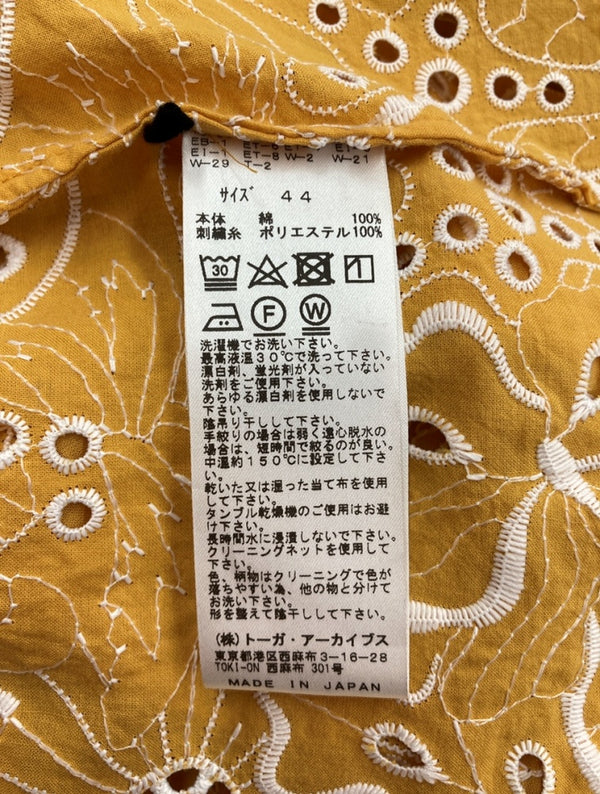 W-29 T-2 W-2 W-21
サイズ 44
本体 綿 100%
刺繍糸 ポリエステル100%
30
1
F W
洗濯機でお洗い下さい。
最高液温30℃で洗って下さい。
漂白剤、蛍光剤が入っていない
洗剤をご使用下さい。
あらゆる漂白剤を使用しないで
下さい。
陰吊り干しして下さい。
手絞りの場合は弱く遠心脱水の
場合は、短時間で絞るのが良い。
中温約150℃に設定して下さ
い。
乾いた又は湿った当て布を使用
して下さい。
タンブル乾燥機のご使用はお避
け下さい。
長時間水に浸漬しないで下さい。
クリーニングネットを使用して
下さい。
色、柄物はクリーニングで色が
落ちやすい為、他の物と分けて
お洗い下さい。
形を整えて陰干しして下さい。
(株)トーガ・アーカイブス
東京都港区西麻布3-16-28
TOKI-ON 西麻布 301号
MADE IN JAPAN